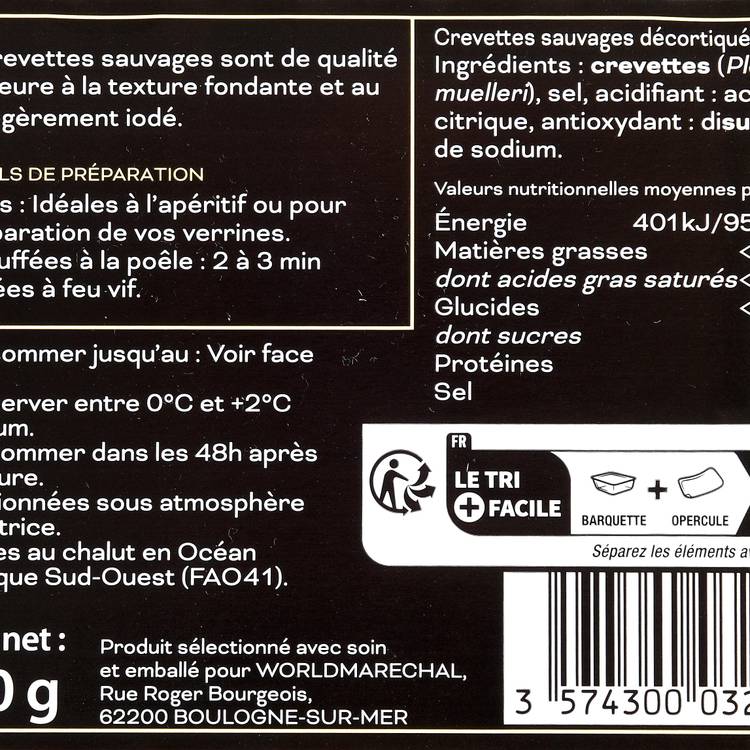 revettes sauvages sont de qualité
eure à la texture fondante et au
gèrement iodé.
LS DE PRÉPARATION
s : Idéales à l'apéritif ou pour
paration de vos verrines.
uffées à la poêle : 2 à 3 min
ées à feu vif.
ommer jusqu'au : Voir face
erver entre 0°C et +2°C
um.
ommer dans les 48h après
ure.
ionnées sous atmosphère
trice.
es au chalut en Océan
que Sud-Ouest (FAO41).
net :
0 g
Produit sélectionné avec soin
et emballé pour WORLDMARECHAL,
Rue Roger Bourgeois,
62200 BOULOGNE-SUR-MER
Crevettes sauvages décortiqué
Ingrédients : crevettes (Pl
muelleri), sel, acidifiant : ac
citrique, antioxydant : disu
de sodium.
Valeurs nutritionnelles moyennes p
Énergie 401kJ/95
Matières grasses <
dont acides gras saturés<
Glucides <
dont sucres
Protéines
Sel
FR
LE TRI
+ FACILE
BARQUETTE + OPERCULE
Séparez les éléments av
3 574300 032